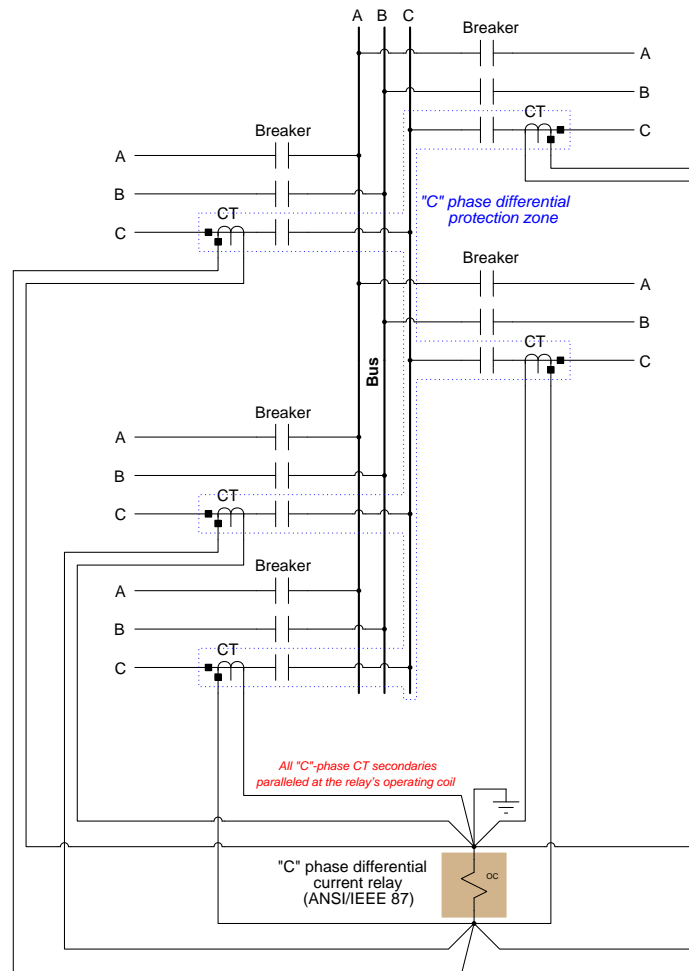 A B C
Breaker
A
B
CT
C
Breaker
A
B
CT
C
"C" phase differential
protection zone
Breaker
A
B
CT
C
Bus
Breaker
A
B
CT
C
Breaker
A
B
CT
C
All "C"-phase CT secondaries
paralleled at the relay's operating coil
"C" phase differential
current relay
(ANSI/IEEE 87)
OC